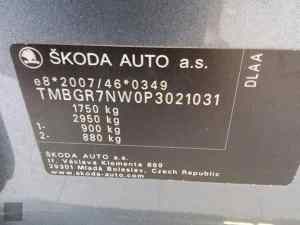 ŠKODA AUTO a.s.
e8*2007/46*0349
TMBGR7NW0P3021031
1750 kg
2950 kg
1- 900 kg
2- 880 kg
ŠKODA AUTO a.s.
tř. Václava Klementa 869
29301 Mladá Boleslav, Czech Republic
www.skoda-auto.com
DLAA